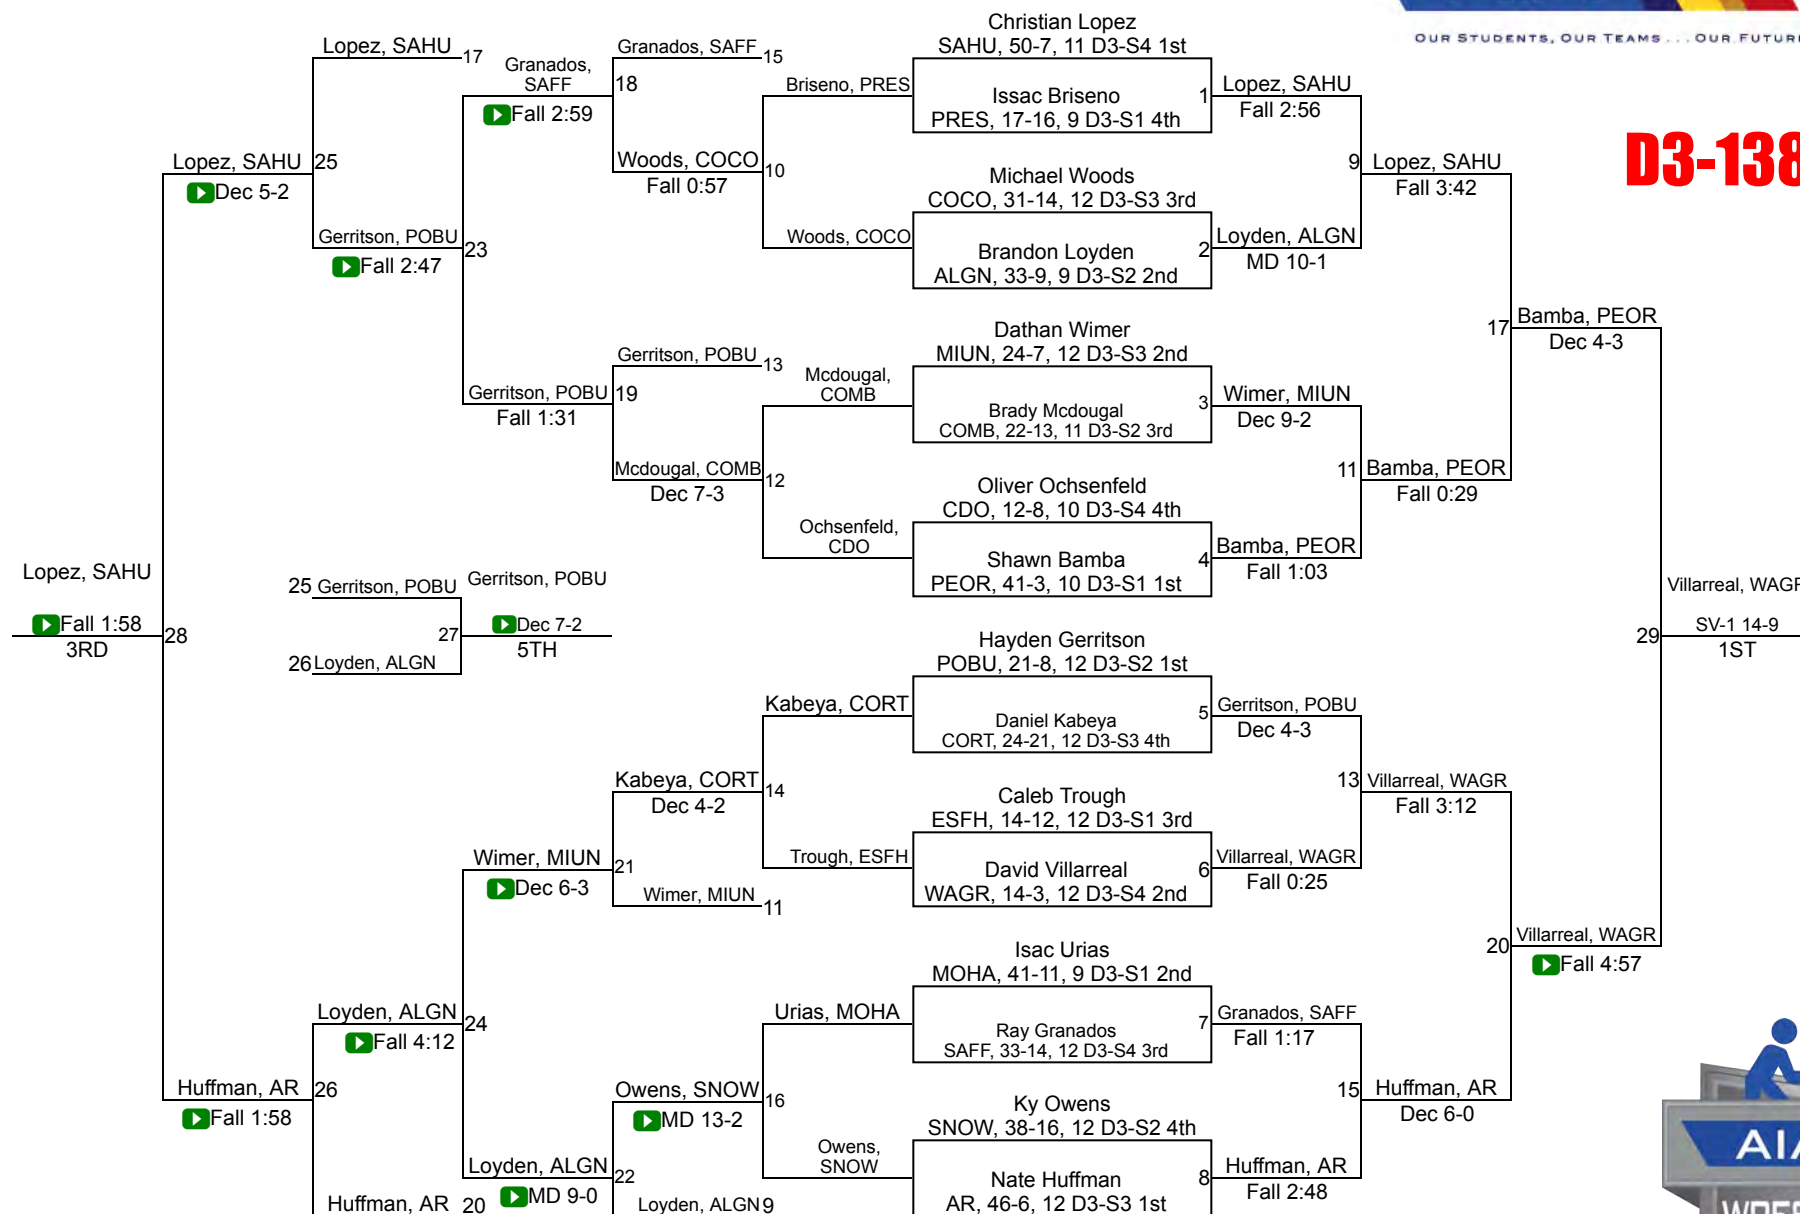 OUR STUDENTS, OUR TEAMS . . . OUR FUTURE
D3-138
Lopez, SAHU
17
Granados,
SAFF
Fall 2:59
Granados, SAFF
15
18
Woods, COCO
Fall 0:57
10
Briseno, PRES
Woods, COCO
Christian Lopez
SAHU, 50-7, 11 D3-S4 1st
Issac Briseno
PRES, 17-16, 9 D3-S1 4th
1
Lopez, SAHU
Fall 2:56
Michael Woods
COCO, 31-14, 12 D3-S3 3rd
Brandon Loyden
ALGN, 33-9, 9 D3-S2 2nd
2
Loyden, ALGN
MD 10-1
9
Lopez, SAHU
Fall 3:42
Lopez, SAHU
Dec 5-2
25
Gerritson, POBU
Fall 2:47
23
Gerritson, POBU
13
Gerritson, POBU
Fall 1:31
19
Mcdougal, COMB
Dec 7-3
12
Mcdougal,
COMB
Ochsenfeld,
CDO
Dathan Wimer
MIUN, 24-7, 12 D3-S3 2nd
Brady Mcdougal
COMB, 22-13, 11 D3-S2 3rd
3
Wimer, MIUN
Dec 9-2
Oliver Ochsenfeld
CDO, 12-8, 10 D3-S4 4th
Shawn Bamba
PEOR, 41-3, 10 D3-S1 1st
4
Bamba, PEOR
Fall 1:03
11
Bamba, PEOR
Fall 0:29
17
Bamba, PEOR
Dec 4-3
Lopez, SAHU
Fall 1:58
3RD
28
25
Gerritson, POBU
26
Loyden, ALGN
27
Gerritson, POBU
Dec 7-2
5TH
Villarreal, WAGR
SV-1 14-9
1ST
29
Hayden Gerritson
POBU, 21-8, 12 D3-S2 1st
Daniel Kabeya
CORT, 24-21, 12 D3-S3 4th
5
Gerritson, POBU
Dec 4-3
Kabeya, CORT
Kabeya, CORT
Dec 4-2
14
Trough, ESFH
Caleb Trough
ESFH, 14-12, 12 D3-S1 3rd
David Villarreal
WAGR, 14-3, 12 D3-S4 2nd
6
Villarreal, WAGR
Fall 0:25
13
Villarreal, WAGR
Fall 3:12
Wimer, MIUN
Dec 6-3
21
Wimer, MIUN
11
20
Villarreal, WAGR
Fall 4:57
Isac Urias
MOHA, 41-11, 9 D3-S1 2nd
Ray Granados
SAFF, 33-14, 12 D3-S4 3rd
7
Granados, SAFF
Fall 1:17
Urias, MOHA
Loyden, ALGN
Fall 4:12
24
Owens, SNOW
MD 13-2
16
Owens,
SNOW
Ky Owens
SNOW, 38-16, 12 D3-S2 4th
Nate Huffman
AR, 46-6, 12 D3-S3 1st
8
Huffman, AR
Fall 2:48
15
Huffman, AR
Dec 6-0
Huffman, AR
Fall 1:58
26
Loyden, ALGN
MD 9-0
22
Huffman, AR
20
Loyden, ALGN
9
AIA